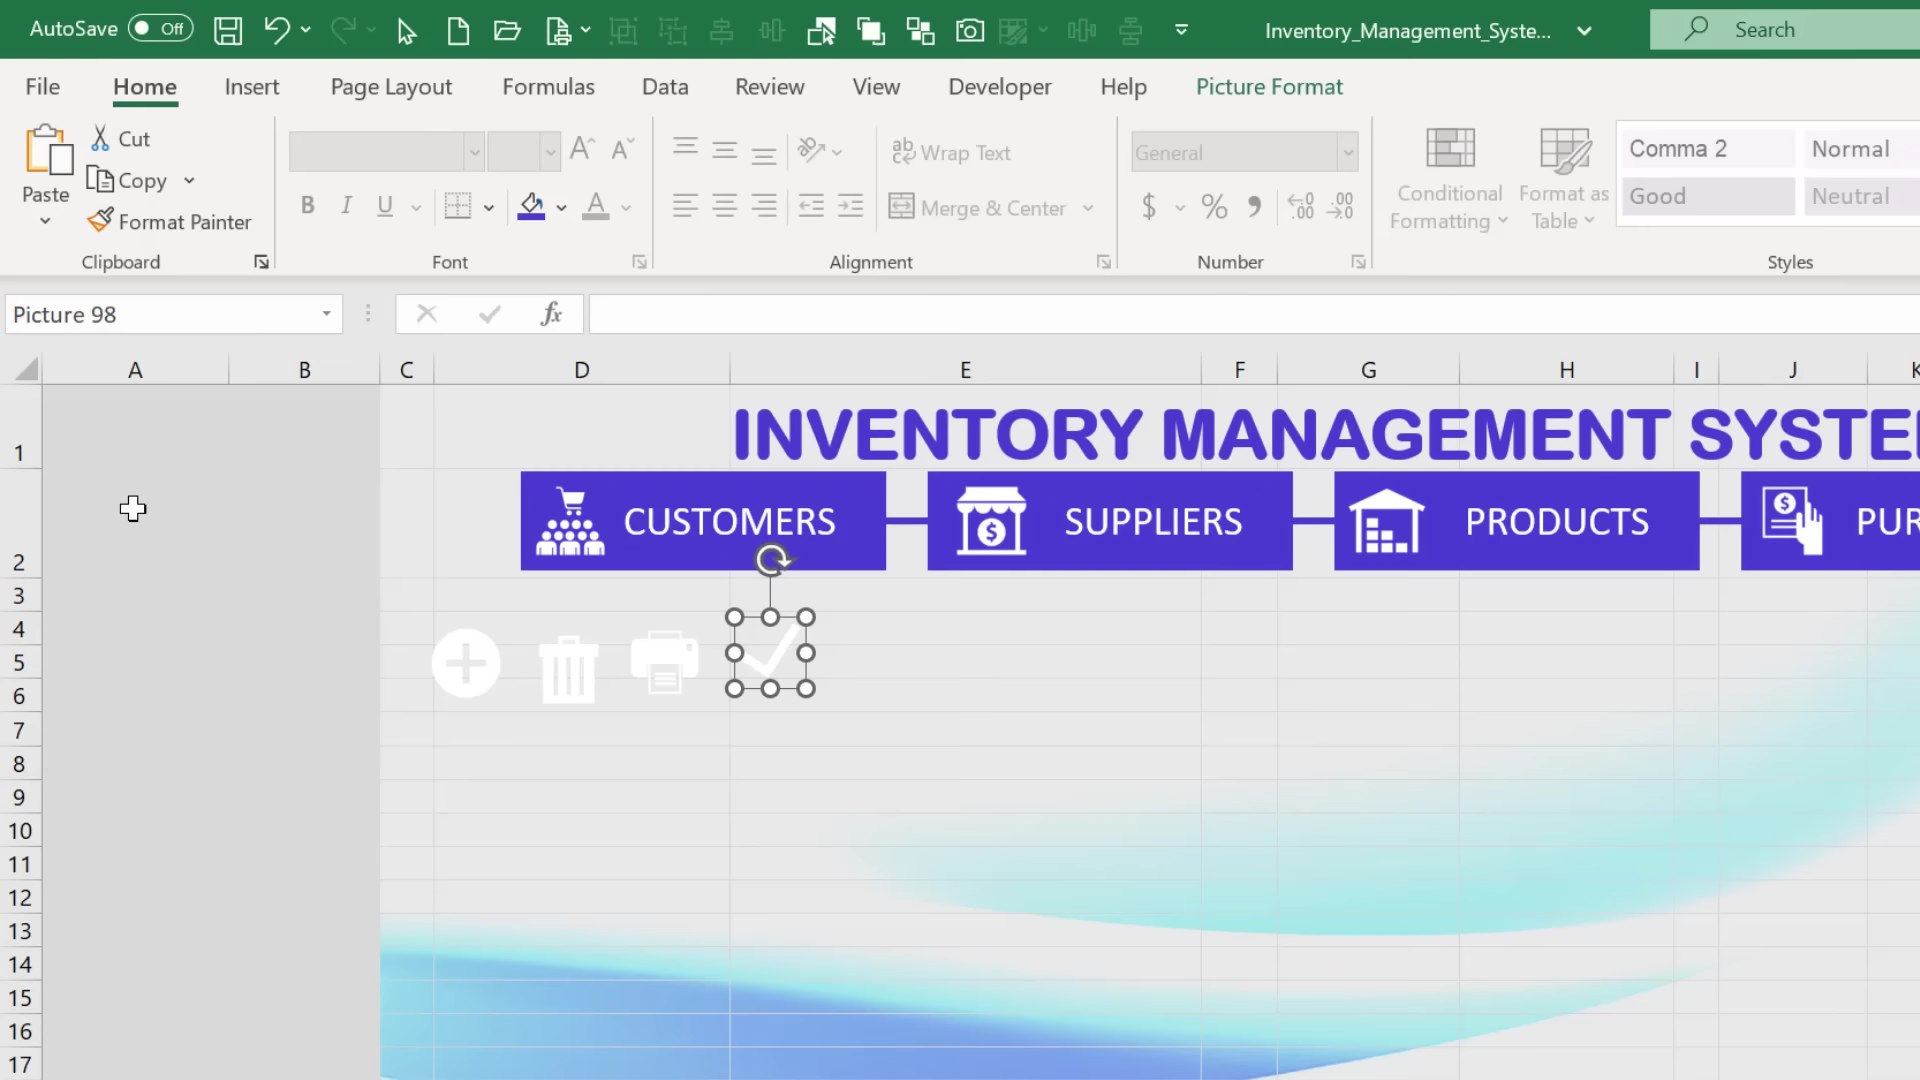 AutoSave Off Inventory_Management_Syste... Search
File Home Insert Page Layout Formulas Data Review View Developer Help Picture Format
Paste Cut Copy Format Painter
Clipboard
B I U
Font
ab Wrap Text
Merge & Center
Alignment
General
$ % , .00 .00
Number
Conditional Formatting Format as Table
Comma 2 Normal
Good Neutral
Styles
Picture 98 fx
A B C D E F G H I J K
1 INVENTORY MANAGEMENT SYSTE
2 CUSTOMERS SUPPLIERS PRODUCTS PUR
3
4
5
6
7
8
9
10
11
12
13
14
15
16
17